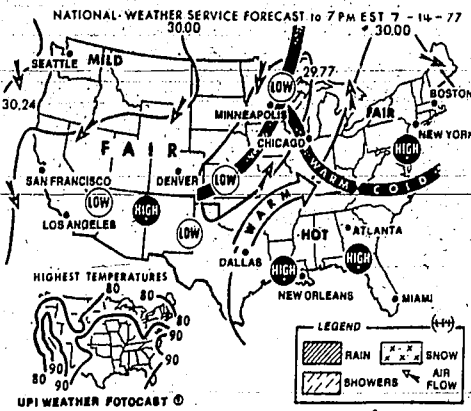 NATIONAL WEATHER SERVICE FORECAST to 7 PM EST 7-14-77
30.00
30.00
SEATTLE
MILD
29.77
LOW
BOSTON
30.24
MINNEAPOLIS
FAIR
NEW YORK
CHICAGO
FAIR
HIGH
SAN FRANCISCO
DENVER
LOW
WARM
COLD
LOW
HIGH
WARM
LOS ANGELES
LOW
HOT
ATLANTA
DALLAS
HIGH
HIGH
NEW ORLEANS
MIAMI
HIGHEST TEMPERATURES
80
80
80
90
90
80
90
90
LEGEND
RAIN
SNOW
SHOWERS
AIR FLOW
UPI WEATHER FOTOCAST